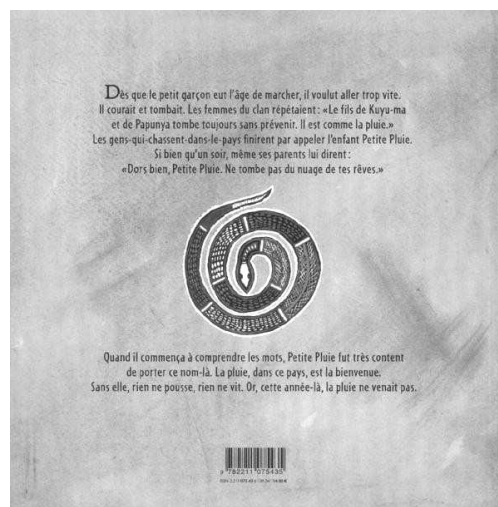 Dès que le petit garçon eut l'âge de marcher, il voulut aller trop vite.
Il courait et tombait. Les femmes du clan répétaient : «Le fils de Kuyu-ma
et de Papunya tombe toujours sans prévenir. Il est comme la pluie.»
Les gens-qui-chassent-dans-le-pays finirent par appeler l'enfant Petite Pluie.
Si bien qu'un soir, même ses parents lui dirent :
«Dors bien, Petite Pluie. Ne tombe pas du nuage de tes rêves.»
Quand il commença à comprendre les mots, Petite Pluie fut très content
de porter ce nom-là. La pluie, dans ce pays, est la bienvenue.
Sans elle, rien ne pousse, rien ne vit. Or, cette année-là, la pluie ne venait pas.
9 782211 075435